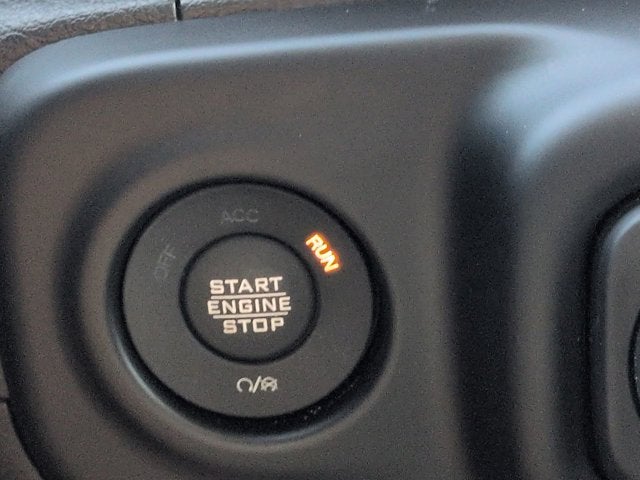 ACC
OFF
RUN
START
ENGINE
STOP